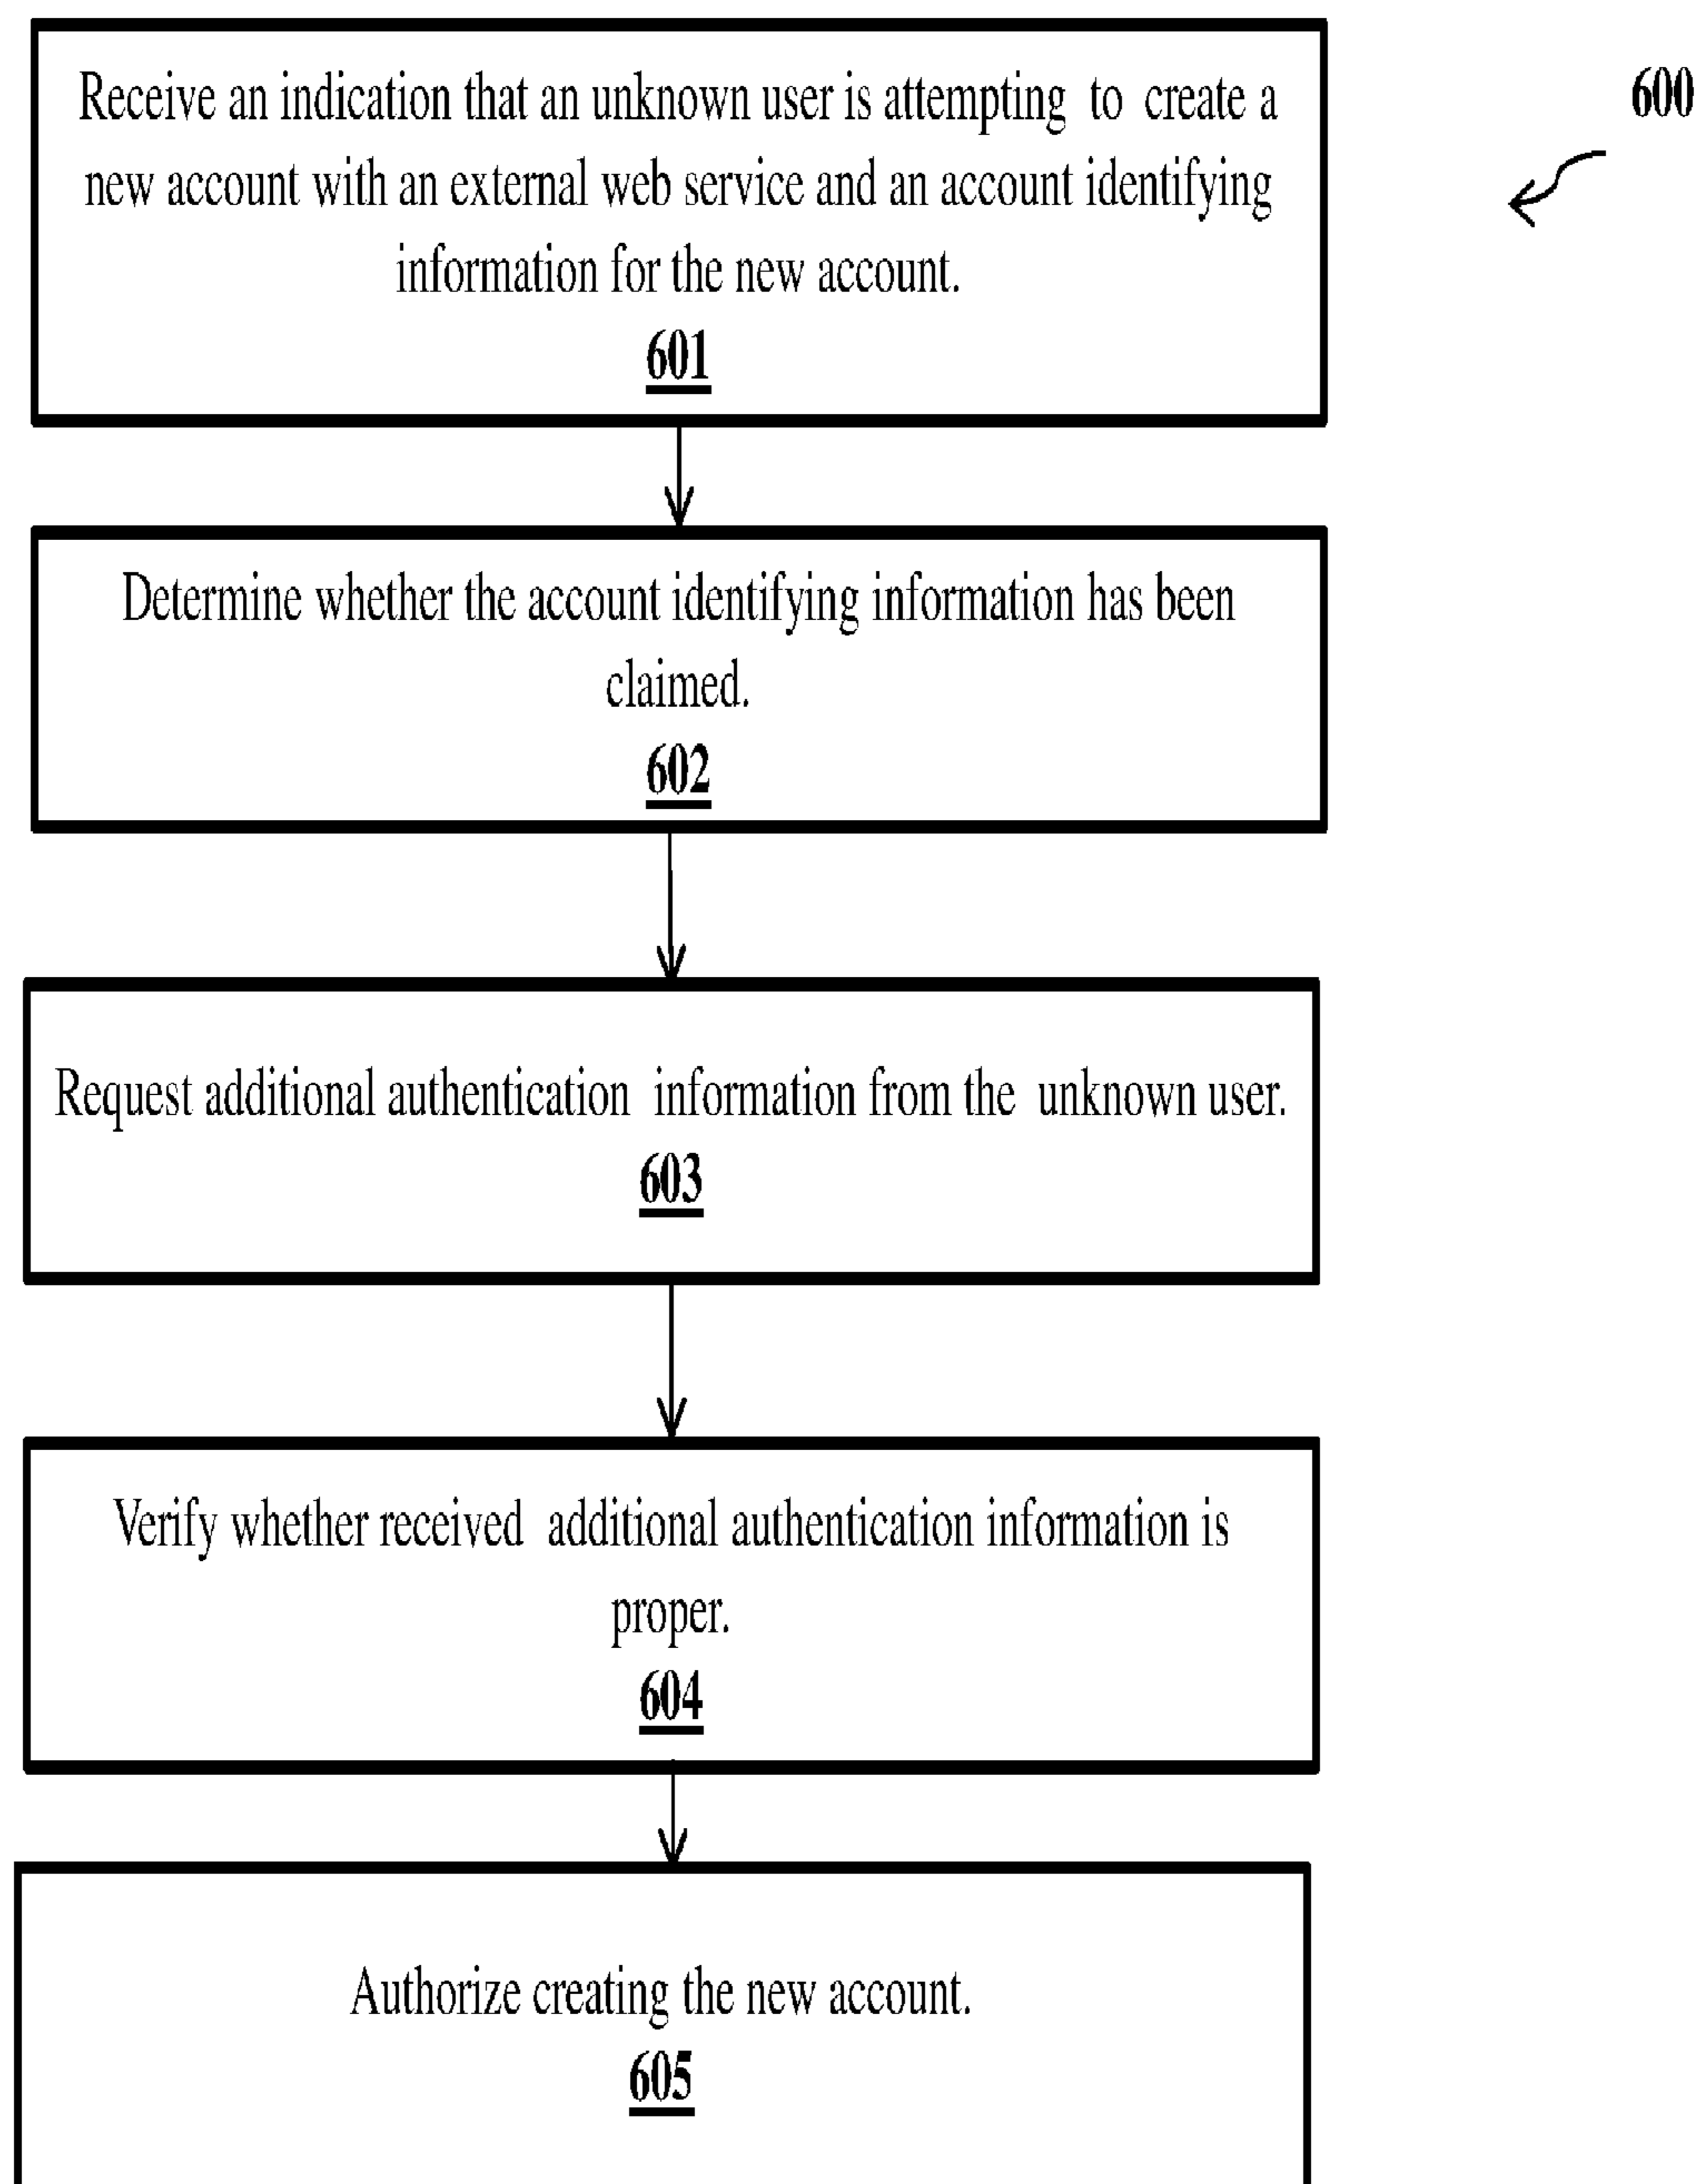 Receive an indication that an unknown user is attempting to create a
new account with an external web service and an account identifying
information for the new account.
601
600
Determine whether the account identifying information has been
claimed.
602
Request additional authentication information from the unknown user.
603
Verify whether received additional authentication information is
proper.
604
Authorize creating the new account.
605